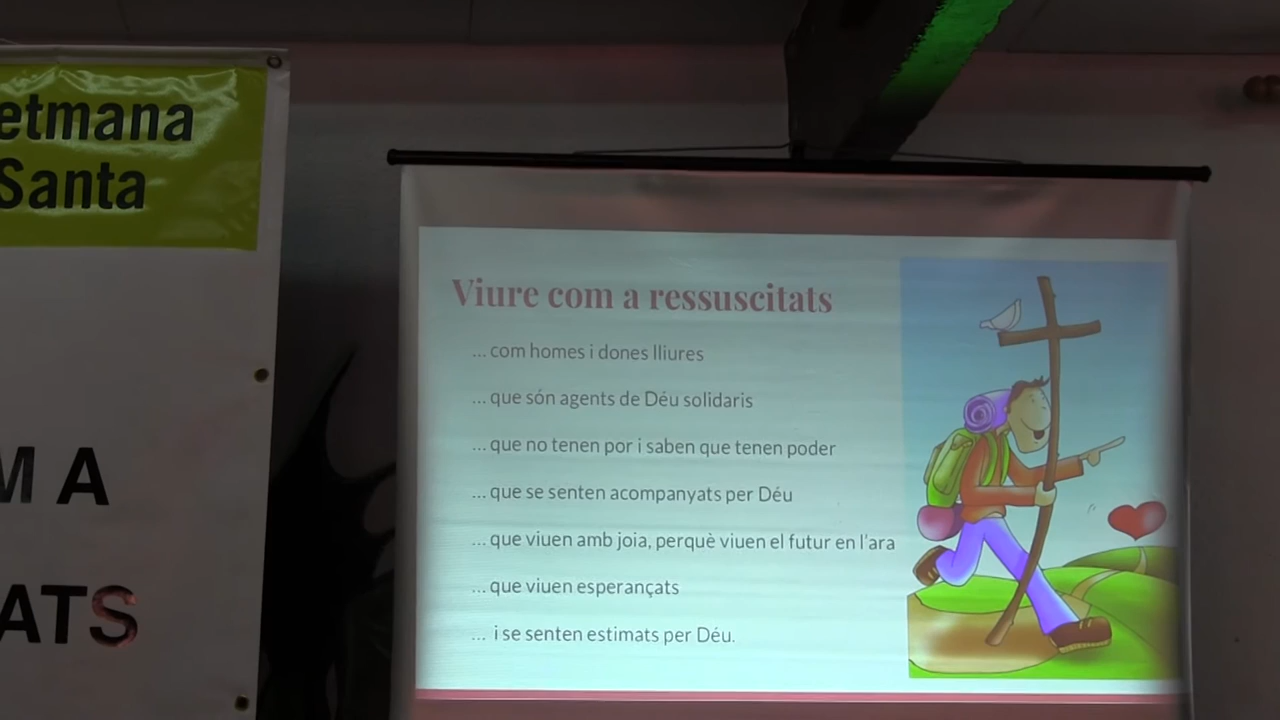 etmana
Santa
M A
ATS
Viure com a ressuscitats
... com homes i dones lliures
... que són agents de Déu solidaris
... que no tenen por i saben que tenen poder
... que se senten acompanyats per Déu
... que viuen amb joia, perquè viuen el futur en l'ara
... que viuen esperançats
... i se senten estimats per Déu.